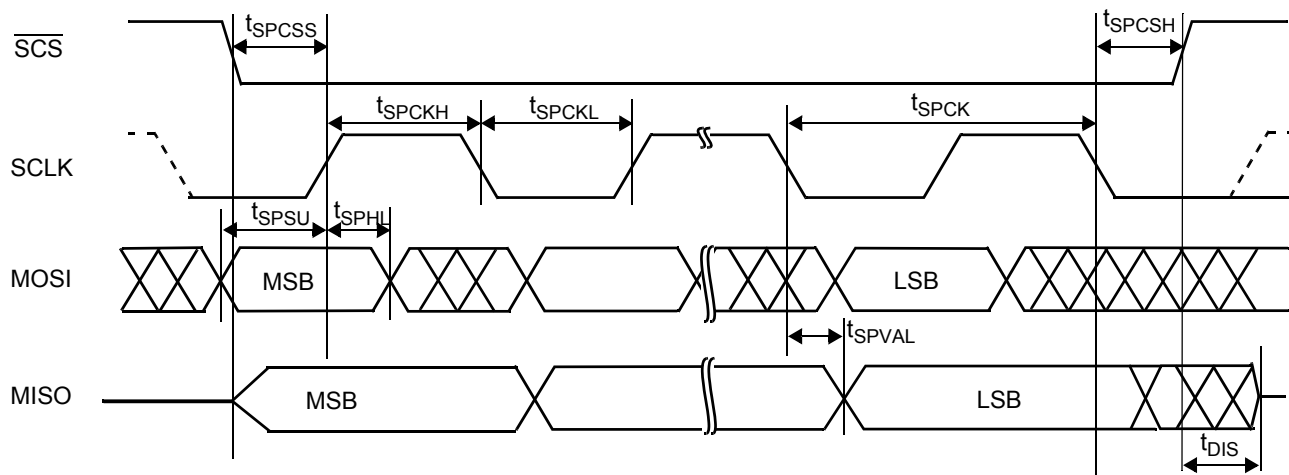 tSPCSS
tSPCSH
SCS
tSPCKH
tSPCKL
tSPCK
SCLK
tSPSU
tSPHL
MOSI
MSB
LSB
tSPVAL
MISO
MSB
LSB
tDIS